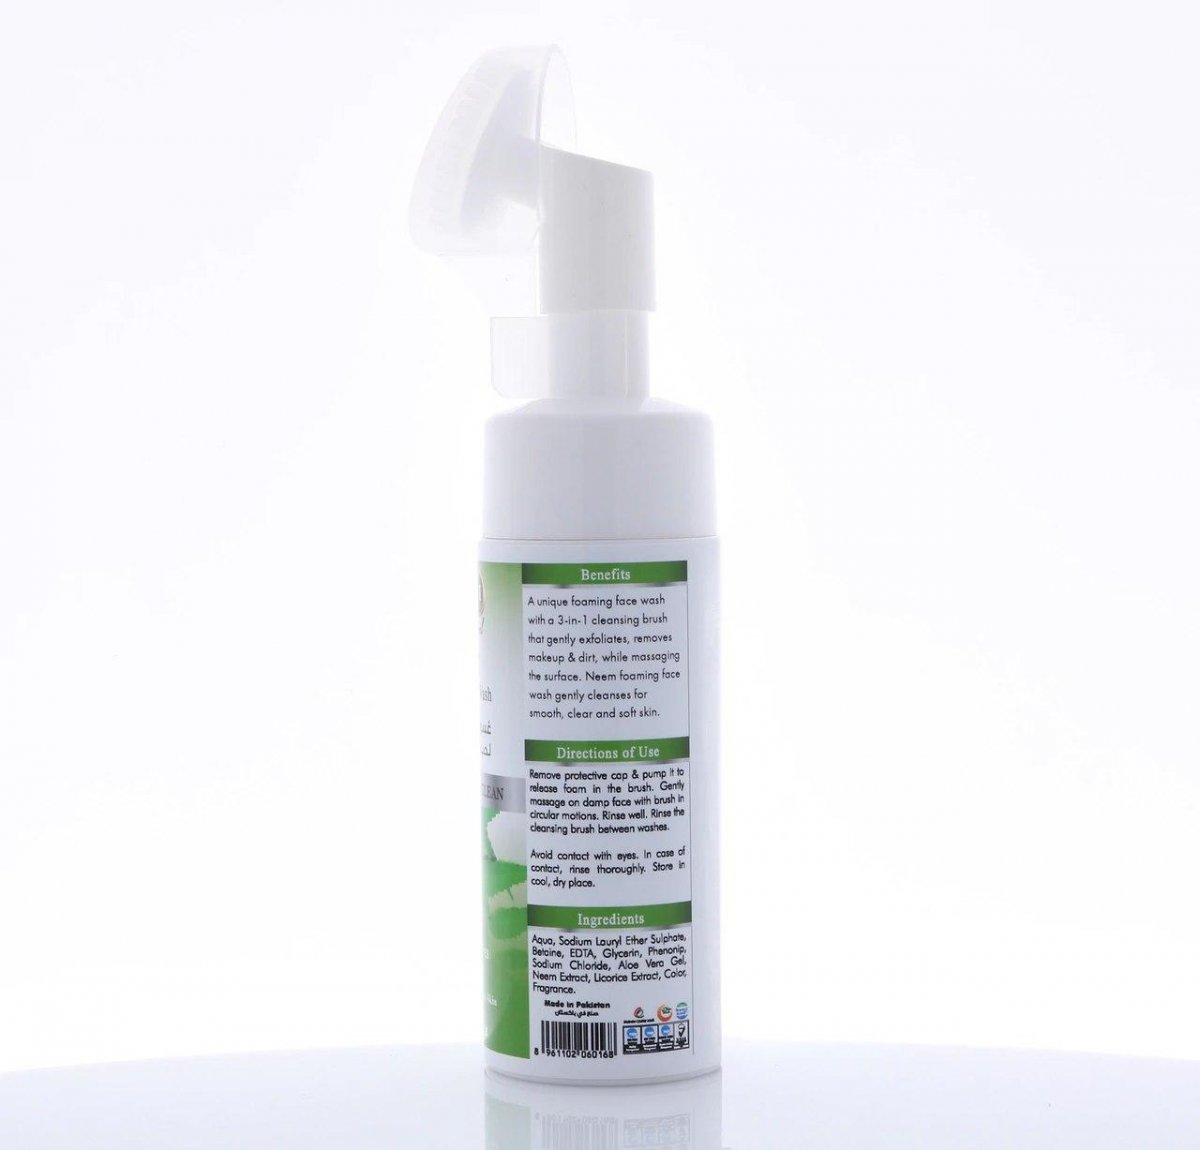 Benefits
A unique foaming face wash
with a 3-in-1 cleansing brush
that gently exfoliates, removes
makeup & dirt, while massaging
the surface. Neem foaming face
wash gently cleanses for
smooth, clear and soft skin.
Directions of Use
Remove protective cap & pump it to
release foam in the brush. Gently
massage on damp face with brush in
circular motions. Rinse well. Rinse the
cleansing brush between washes.
Avoid contact with eyes. In case of
contact, rinse thoroughly. Store in
cool, dry place.
Ingredients
Aqua, Sodium Lauryl Ether Sulphate,
Betaine, EDTA, Glycerin, Phenonip,
Sodium Chloride, Aloe Vera Gel,
Neem Extract, Licorice Extract, Color,
Fragrance.
Made in Pakistan
صنع في باكستان
8 961102 060168
CLEAN